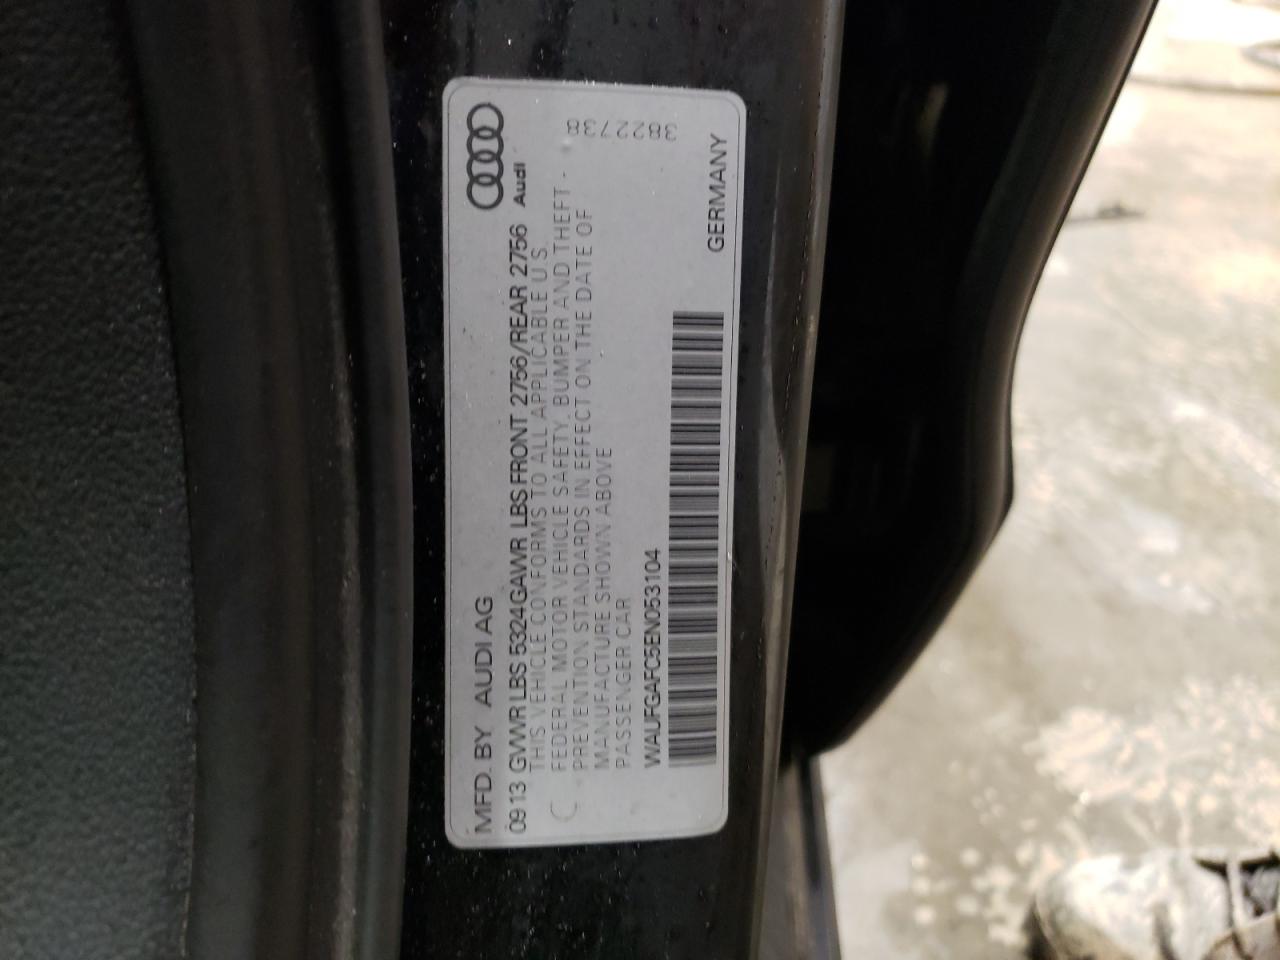 MFD. BY AUDI AG
Audi
09 13 GVWR LBS 5324 GAWR LBS FRONT 2756/REAR 2756
THIS VEHICLE CONFORMS TO ALL APPLICABLE U.S.
FEDERAL MOTOR VEHICLE SAFETY, BUMPER AND THEFT -
PREVENTION STANDARDS IN EFFECT ON THE DATE OF
MANUFACTURE SHOWN ABOVE
PASSENGER CAR
WAUFGAFC5EN053104
3822738
GERMANY